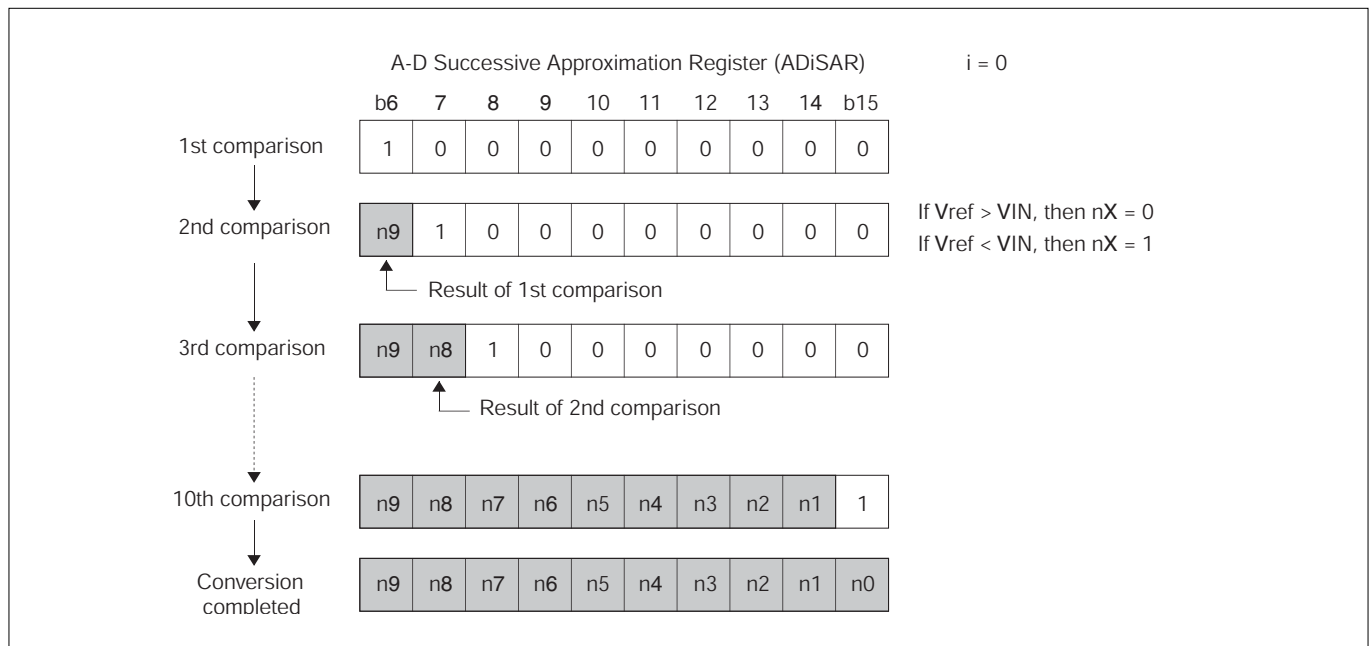 A-D Successive Approximation Register (ADiSAR) i = 0
b6 7 8 9 10 11 12 13 14 b15
1st comparison 1 0 0 0 0 0 0 0 0 0
2nd comparison n9 1 0 0 0 0 0 0 0 0
If Vref > VIN, then nX = 0
If Vref < VIN, then nX = 1
Result of 1st comparison
3rd comparison n9 n8 1 0 0 0 0 0 0 0
Result of 2nd comparison
10th comparison n9 n8 n7 n6 n5 n4 n3 n2 n1 1
Conversion
completed
n9 n8 n7 n6 n5 n4 n3 n2 n1 n0